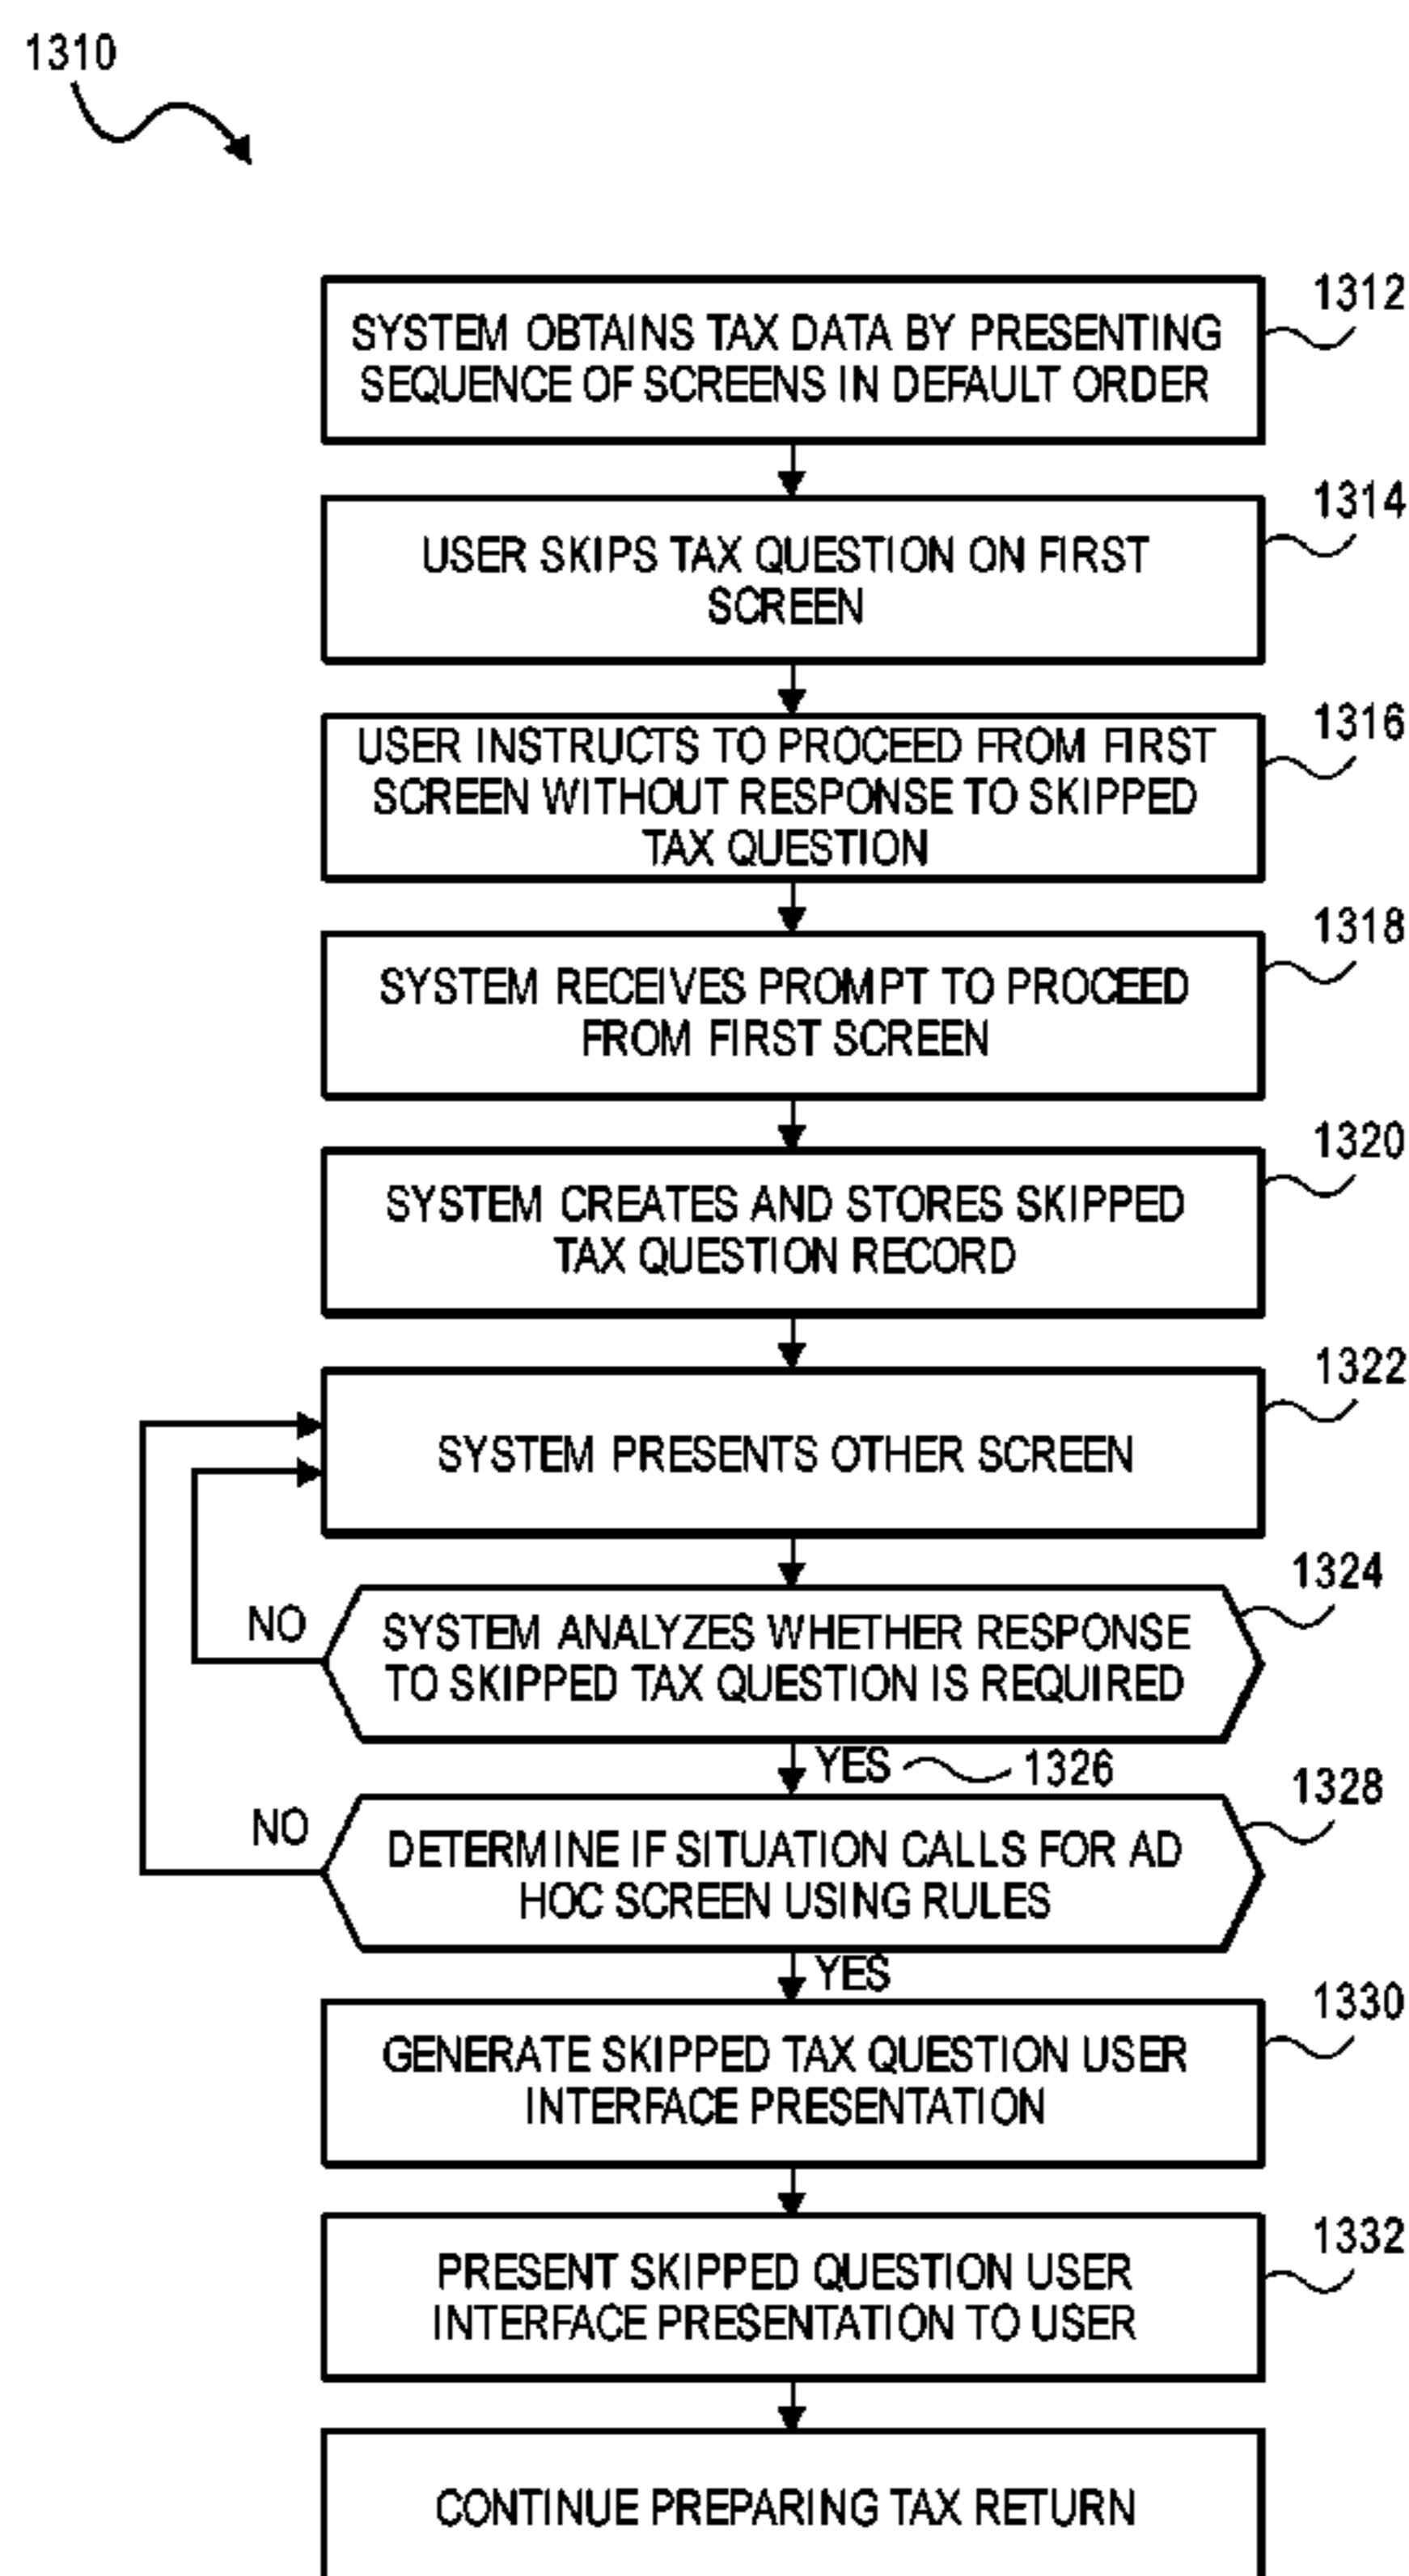 1310
SYSTEM OBTAINS TAX DATA BY PRESENTING
SEQUENCE OF SCREENS IN DEFAULT ORDER
1312
USER SKIPS TAX QUESTION ON FIRST
SCREEN
1314
USER INSTRUCTS TO PROCEED FROM FIRST
SCREEN WITHOUT RESPONSE TO SKIPPED
TAX QUESTION
1316
SYSTEM RECEIVES PROMPT TO PROCEED
FROM FIRST SCREEN
1318
SYSTEM CREATES AND STORES SKIPPED
TAX QUESTION RECORD
1320
SYSTEM PRESENTS OTHER SCREEN
1322
NO
SYSTEM ANALYZES WHETHER RESPONSE
TO SKIPPED TAX QUESTION IS REQUIRED
1324
YES
1326
NO
DETERMINE IF SITUATION CALLS FOR AD
HOC SCREEN USING RULES
1328
YES
GENERATE SKIPPED TAX QUESTION USER
INTERFACE PRESENTATION
1330
PRESENT SKIPPED QUESTION USER
INTERFACE PRESENTATION TO USER
1332
CONTINUE PREPARING TAX RETURN